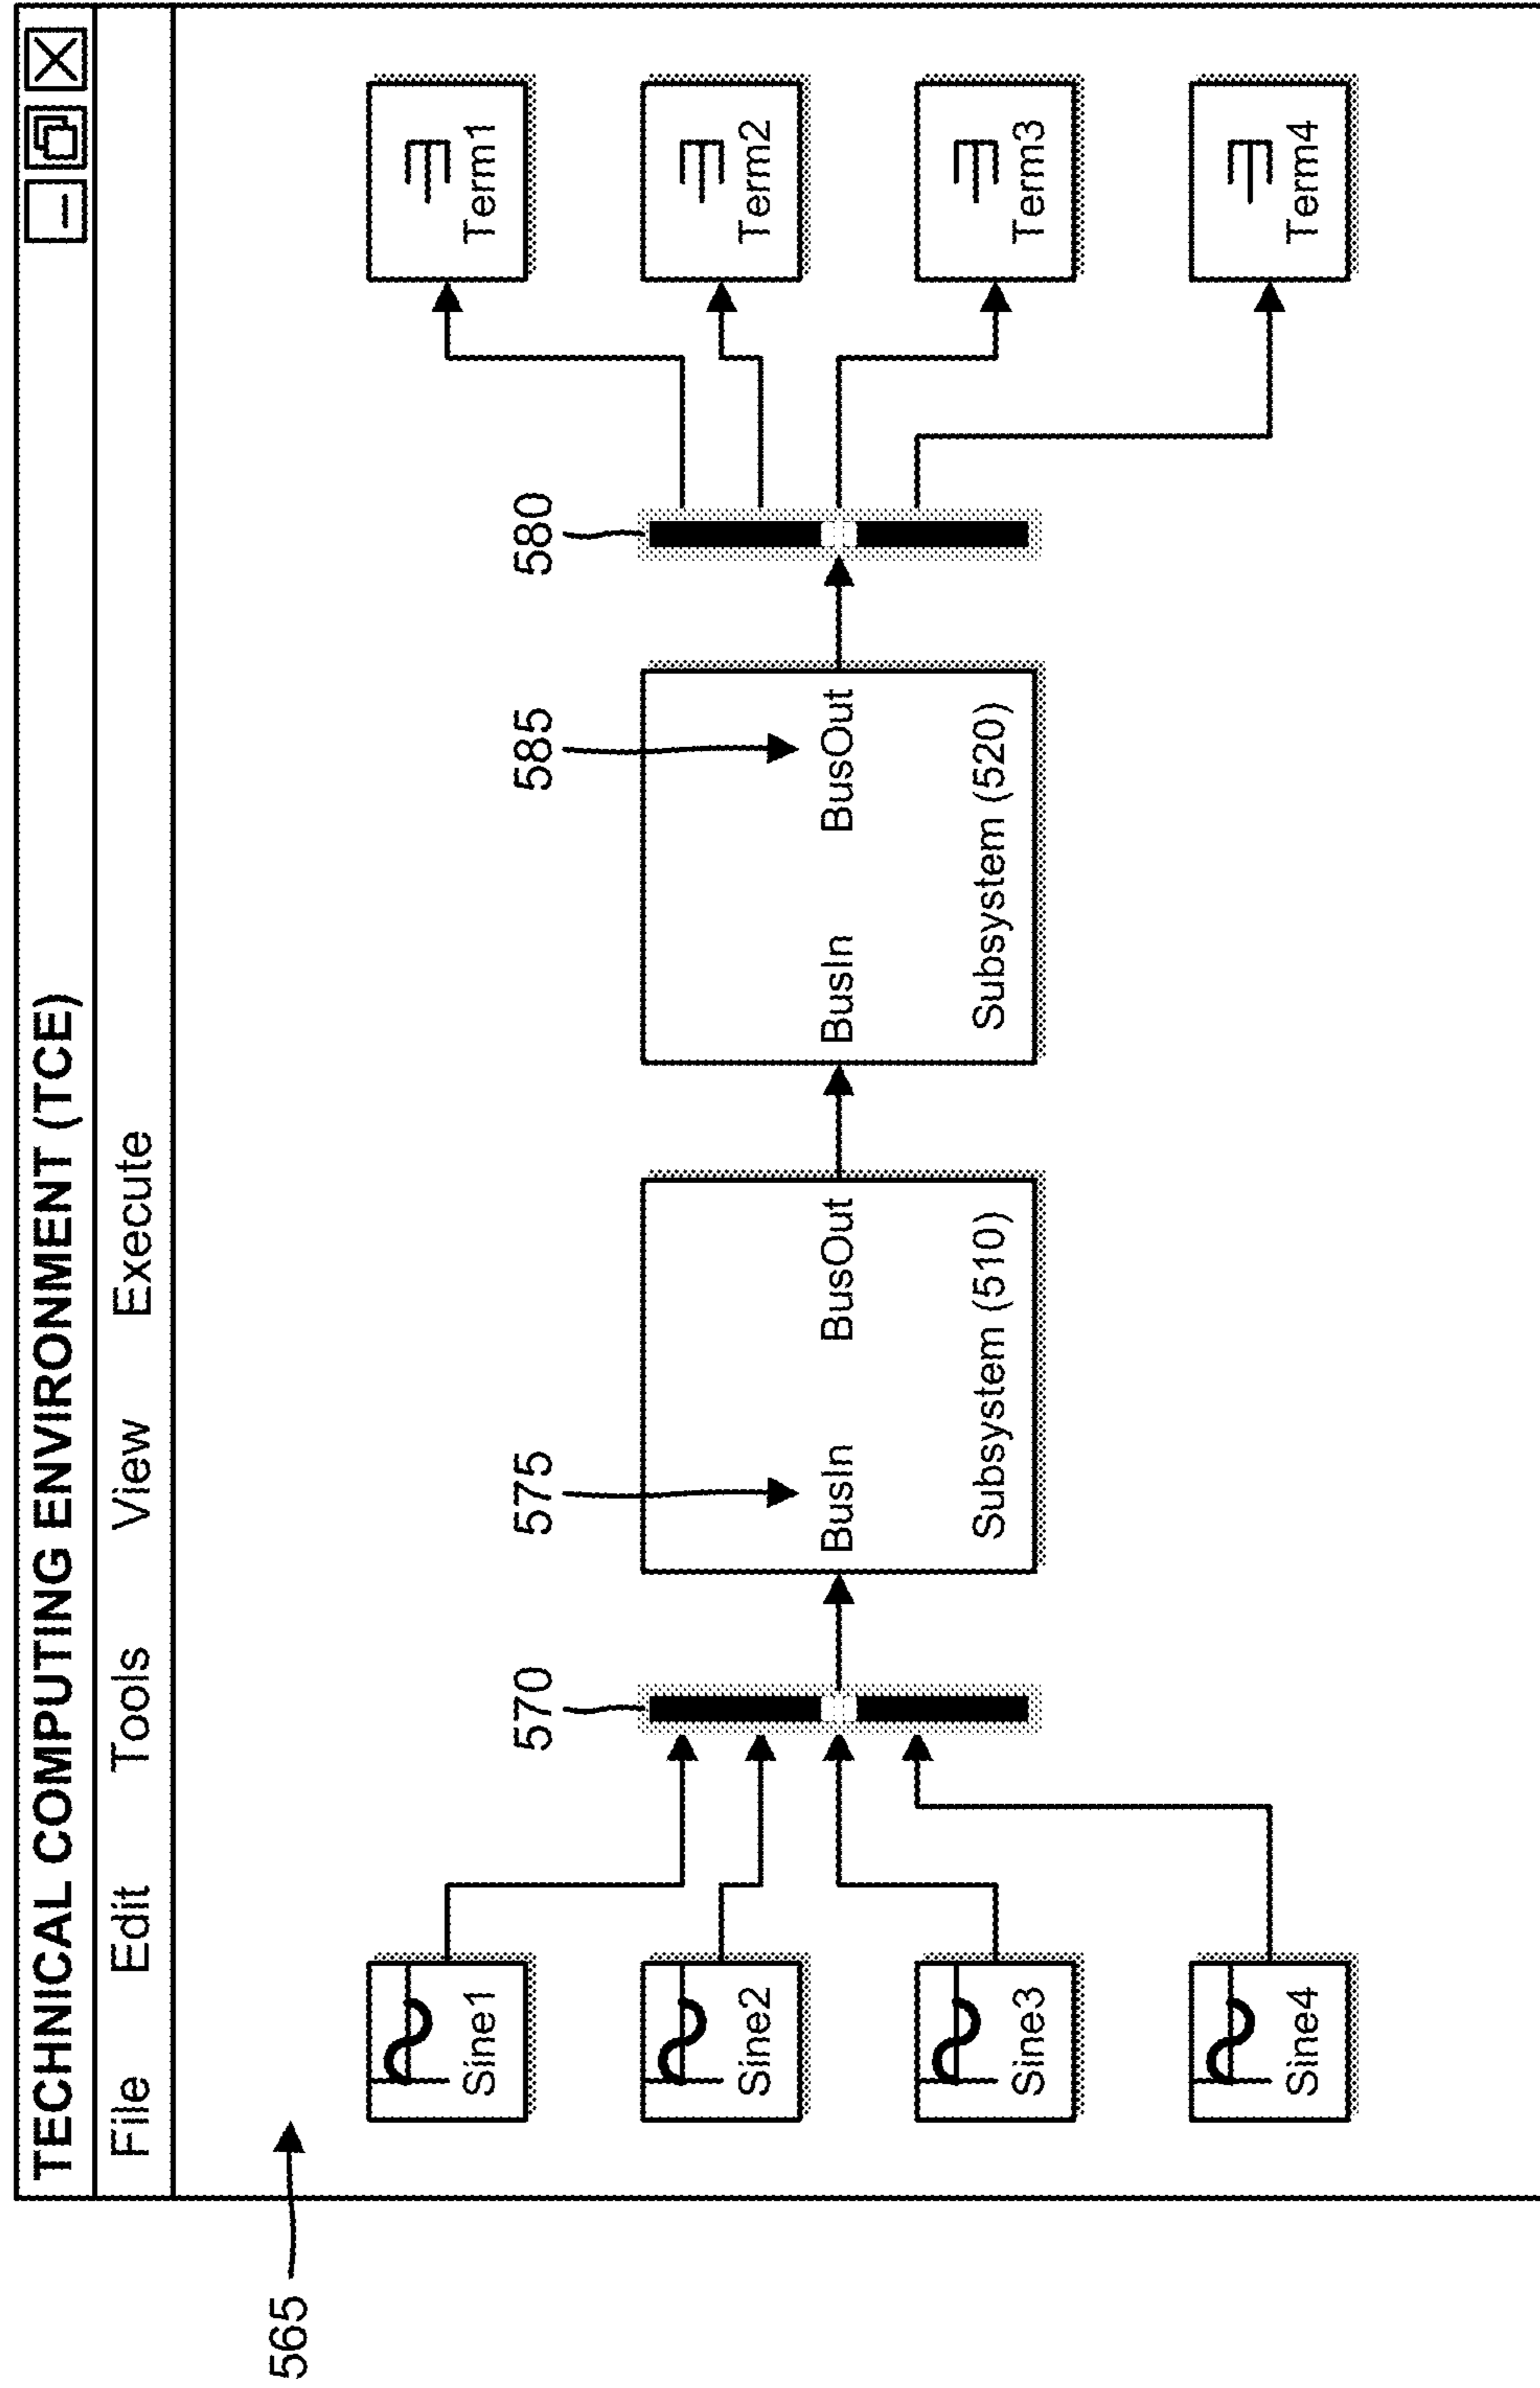 TECHNICAL COMPUTING ENVIRONMENT (TCE)
File Edit Tools View Execute
565
Sine1
Sine2
Sine3
Sine4
570
575
BusIn BusOut
Subsystem (510)
585
BusIn BusOut
Subsystem (520)
580
Term1
Term2
Term3
Term4